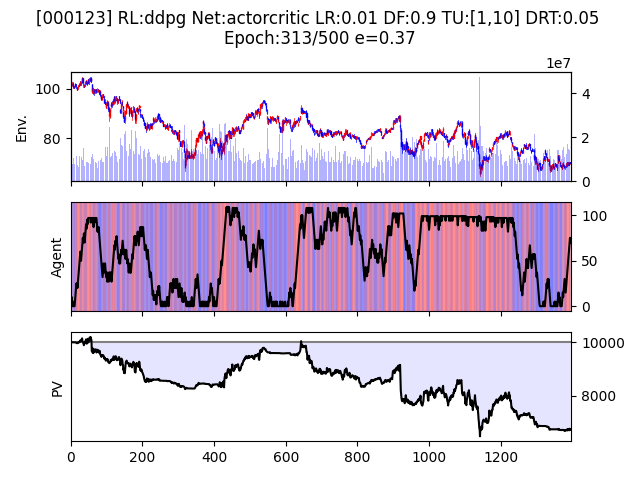 [000123] RL:ddpg Net:actorcritic LR:0.01 DF:0.9 TU:[1,10] DRT:0.05
Epoch:313/500 e=0.37
1e7
100
80
Env.
4
2
0
Agent
100
50
0
PV
10000
8000
0
200
400
600
800
1000
1200